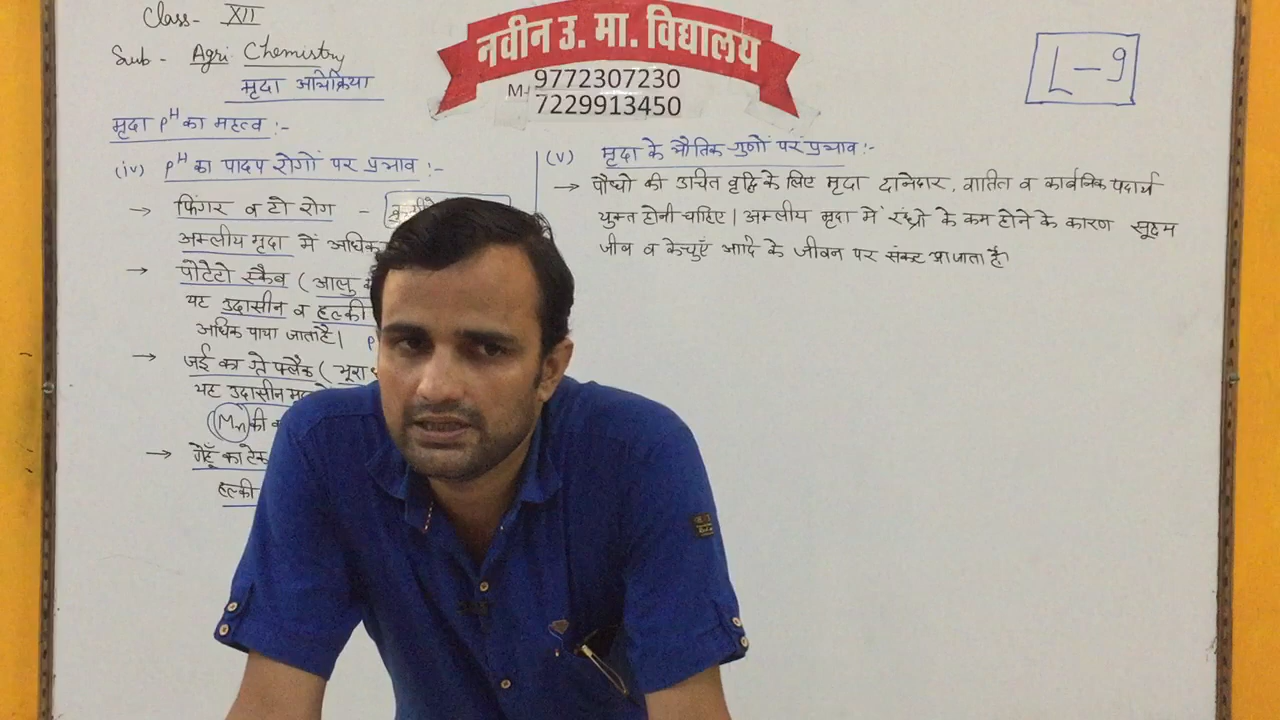 Class- XII
Sub - Agri Chemistry
मृदा अभिक्रिया
नवीन उ. मा. विद्यालय
M- 9772307230
7229913450
L-9
मृदा pH का महत्व :-
(iv) pH का पादप रोगों पर प्रभाव :-
→ फिंगर व टो रोग -
अम्लीय मृदा में अधिक
→ पोटेटो स्कैब ( आलु
यह उदासीन व हल्की
अधिक पाया जाता है।
→ जई का ग्रे फ्लैक ( भूरा
यह उदासीन
(Mn) की
→ गेहूँ का टेक
हल्की
(v) मृदा के भौतिक गुणों पर प्रभाव :-
→ पौधो की उचित वृद्धि के लिए मृदा दानेदार, वातित व कार्बनिक पदार्थ
युक्त होनी चाहिए। अम्लीय मृदा में रंध्रो के कम होने के कारण सूक्ष्म
जीव व केचुएँ आदि के जीवन पर संकट आ जाता है।